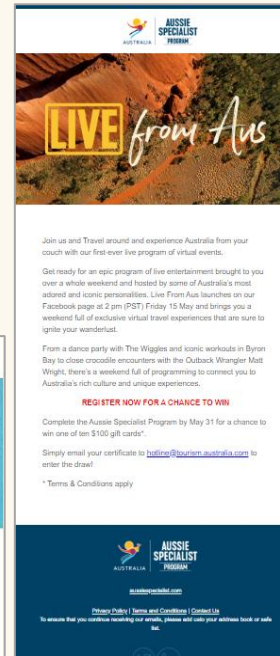 AUSTRALIA
AUSSIE
SPECIALIST
PROGRAM
LIVE from Aus
Join us and Travel around and experience Australia from your
couch with our first-ever live program of virtual events.
Get ready for an epic program of live entertainment brought to you
over a whole weekend and hosted by some of Australia's most
adored and iconic personalities. Live From Aus launches on our
Facebook page at 2 pm (PST) Friday 15 May and brings you a
weekend full of exclusive virtual travel experiences that are sure to
ignite your wanderlust.
From a dance party with The Wiggles and iconic workouts in Byron
Bay to close crocodile encounters with the Outback Wrangler Matt
Wright, there's a weekend full of programming to connect you to
Australia's rich culture and unique experiences.
REGISTER NOW FOR A CHANCE TO WIN
Complete the Aussie Specialist Program by May 31 for a chance to
win one of ten $100 gift cards*.
Simply email your certificate to hotline@tourism.australia.com to
enter the draw!
* Terms & Conditions apply
AUSTRALIA
AUSSIE
SPECIALIST
PROGRAM
aussiespecialist.com
Privacy Policy | Terms and Conditions | Contact Us
To ensure that you continue receiving our emails, please add us to your address book or safe
list.